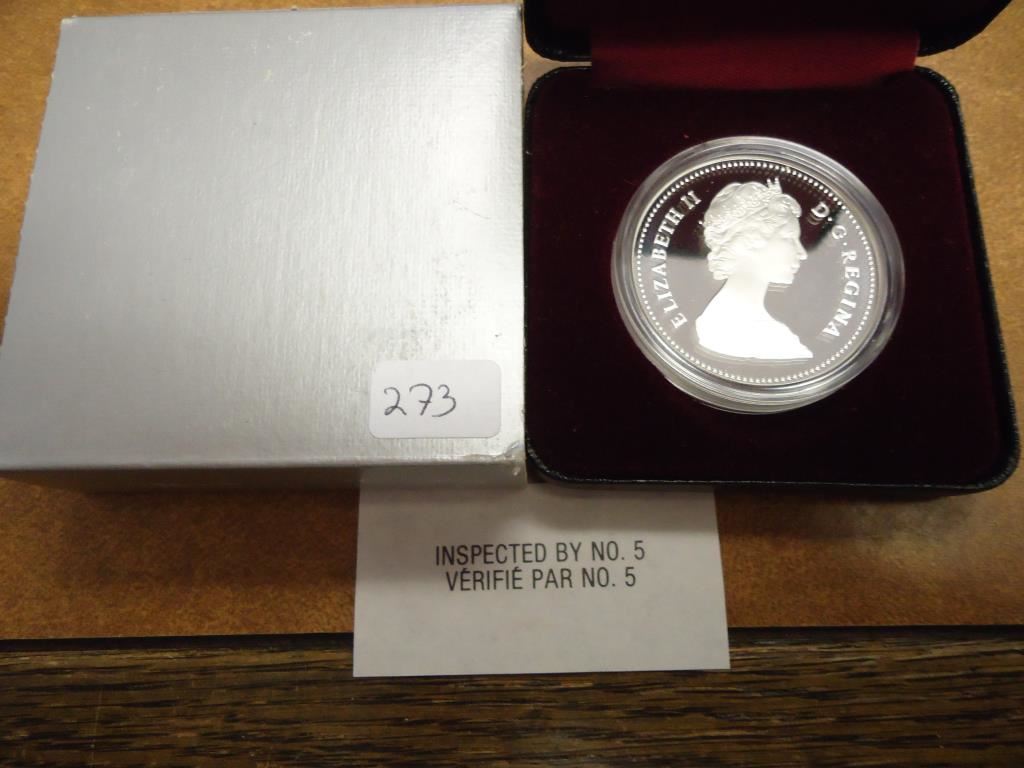 273
ELIZABETH II D · G · REGINA
INSPECTED BY NO. 5
VÉRIFIÉ PAR NO. 5